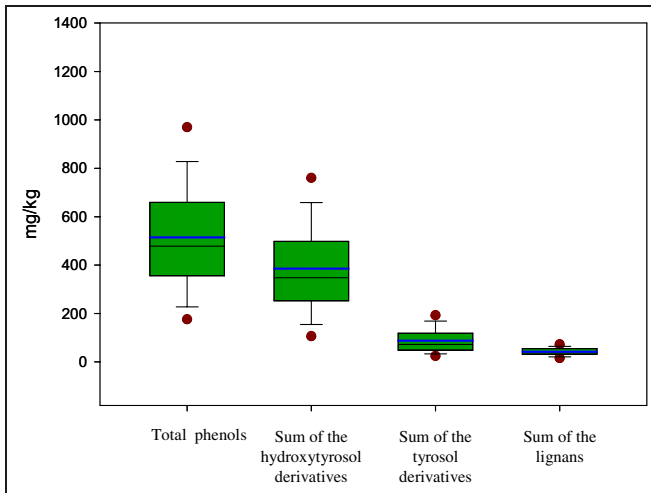 1400
1200
1000
800
600
400
200
0
mg/kg
Total phenols
Sum of the
hydroxytyrosol
derivatives
Sum of the
tyrosol
derivatives
Sum of the
lignans